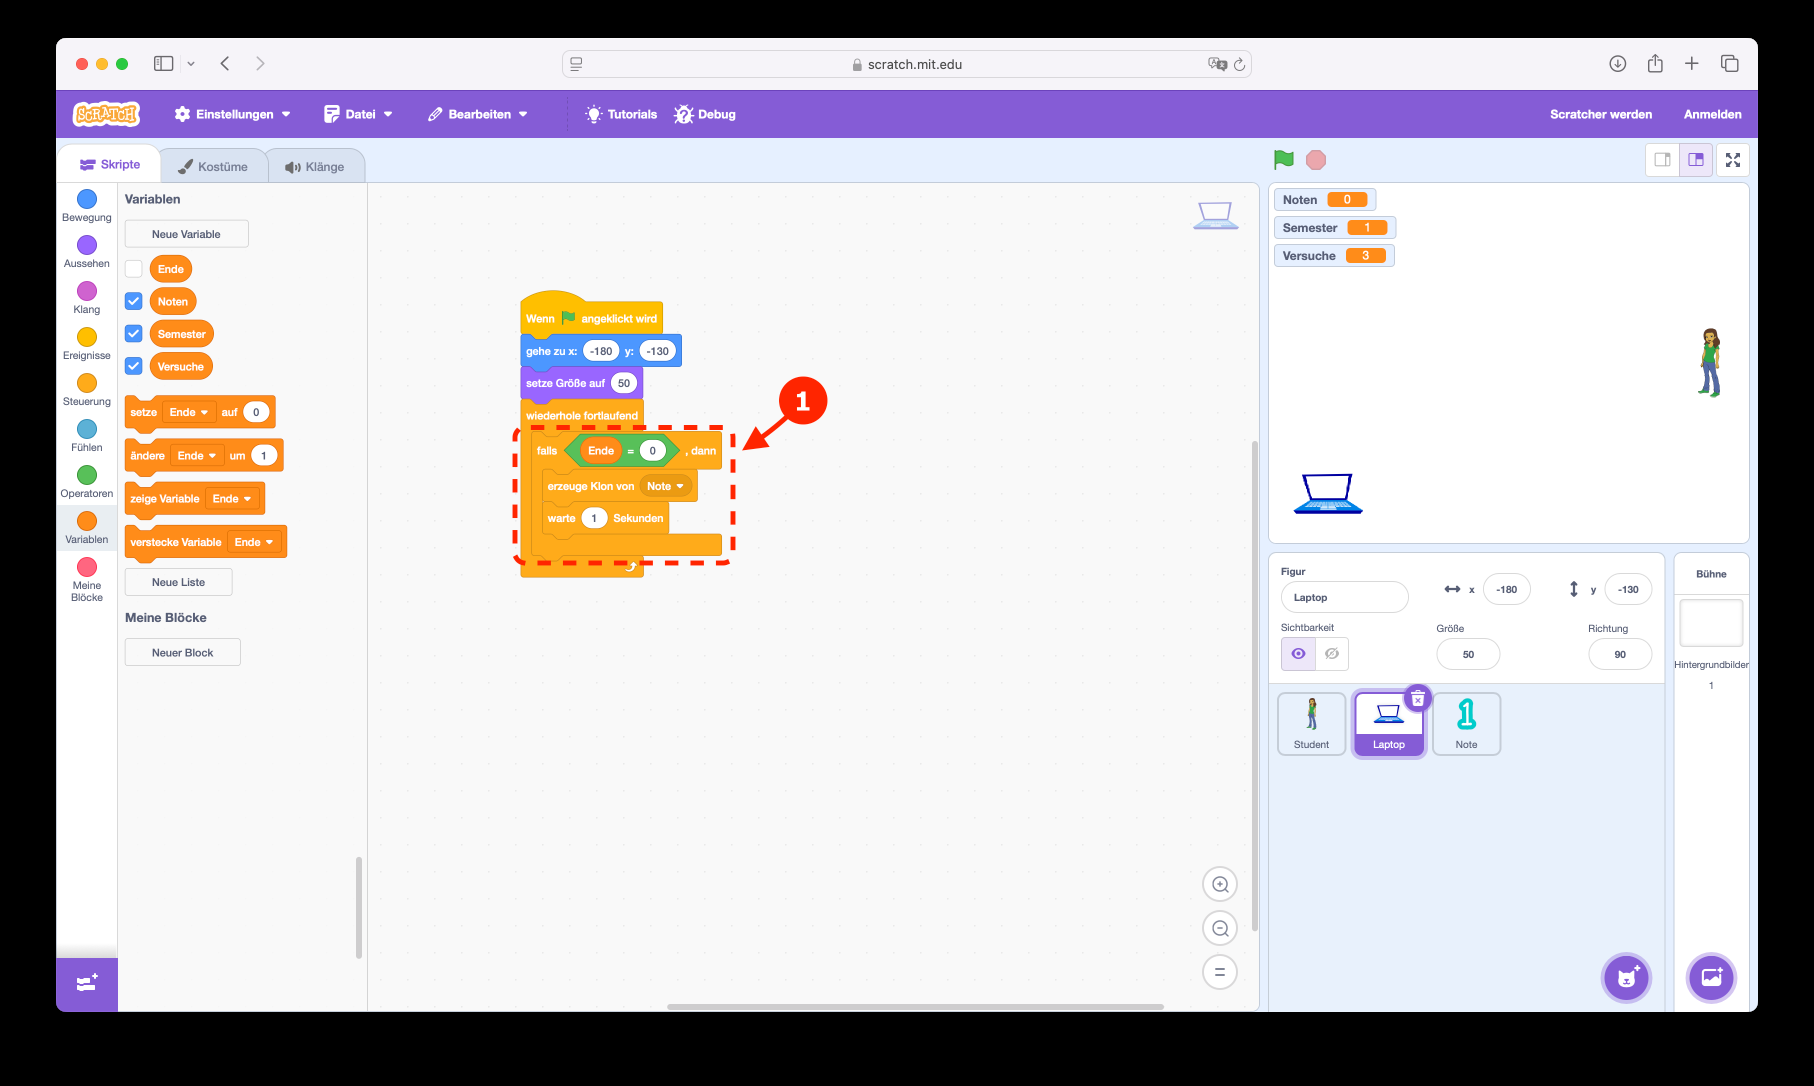 scratch.mit.edu
SCRATCH
Einstellungen
Datei
Bearbeiten
Tutorials
Debug
Scratcher werden
Anmelden
Skripte
Kostüme
Klänge
Bewegung
Aussehen
Klang
Ereignisse
Steuerung
Fühlen
Operatoren
Variablen
Meine
Blöcke
Variablen
Neue Variable
Ende
Noten
Semester
Versuche
setze Ende auf 0
ändere Ende um 1
zeige Variable Ende
verstecke Variable Ende
Neue Liste
Meine Blöcke
Neuer Block
Wenn angeklickt wird
gehe zu x: -180 y: -130
setze Größe auf 50
wiederhole fortlaufend
falls Ende = 0 , dann
erzeuge Klon von Note
warte 1 Sekunden
1
Noten 0
Semester 1
Versuche 3
Figur
Laptop
x -180
y -130
Sichtbarkeit
Größe
50
Richtung
90
Student
Laptop
1
Note
Bühne
Hintergrundbilder
1